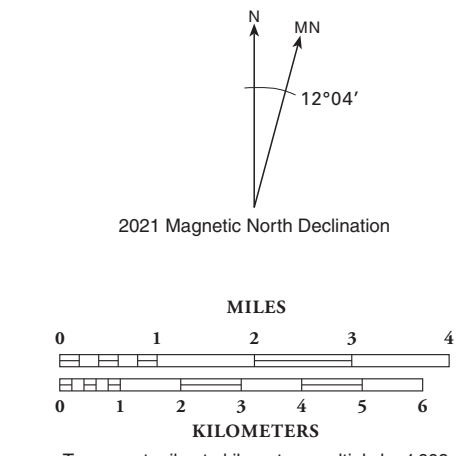 N
MN
12°04′
2021 Magnetic North Declination
MILES
0 1 2 3 4
0 1 2 3 4 5 6
KILOMETERS